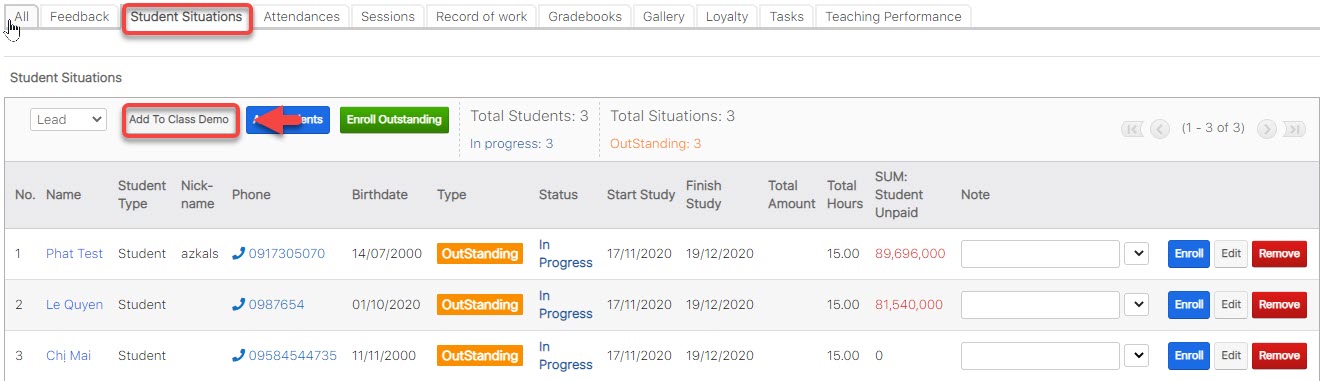 All Feedback Student Situations Attendances Sessions Record of work Gradebooks Gallery Loyalty Tasks Teaching Performance
Student Situations
Lead Add To Class Demo Enroll Outstanding Total Students: 3 Total Situations: 3 (1 - 3 of 3)
In progress: 3 OutStanding: 3
No. Name Student Type Nick-name Phone Birthdate Type Status Start Study Finish Study Total Amount Total Hours SUM: Student Unpaid Note
1 Phat Test Student azkals 0917305070 14/07/2000 OutStanding In Progress 17/11/2020 19/12/2020 15.00 89,696,000 Enroll Edit Remove
2 Le Quyen Student 0987654 01/10/2020 OutStanding In Progress 17/11/2020 19/12/2020 15.00 81,540,000 Enroll Edit Remove
3 Chị Mai Student 09584544735 11/11/2000 OutStanding In Progress 17/11/2020 19/12/2020 15.00 0 Enroll Edit Remove